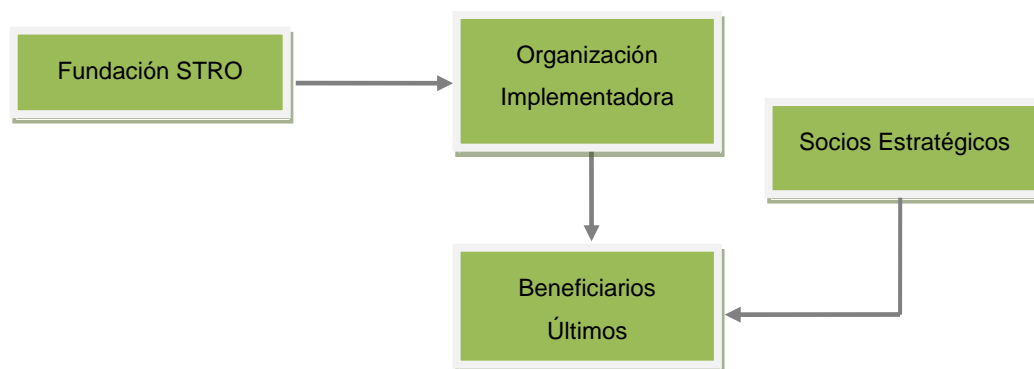 Fundación STRO
Organización
Implementadora
Socios Estratégicos
Beneficiarios
Últimos